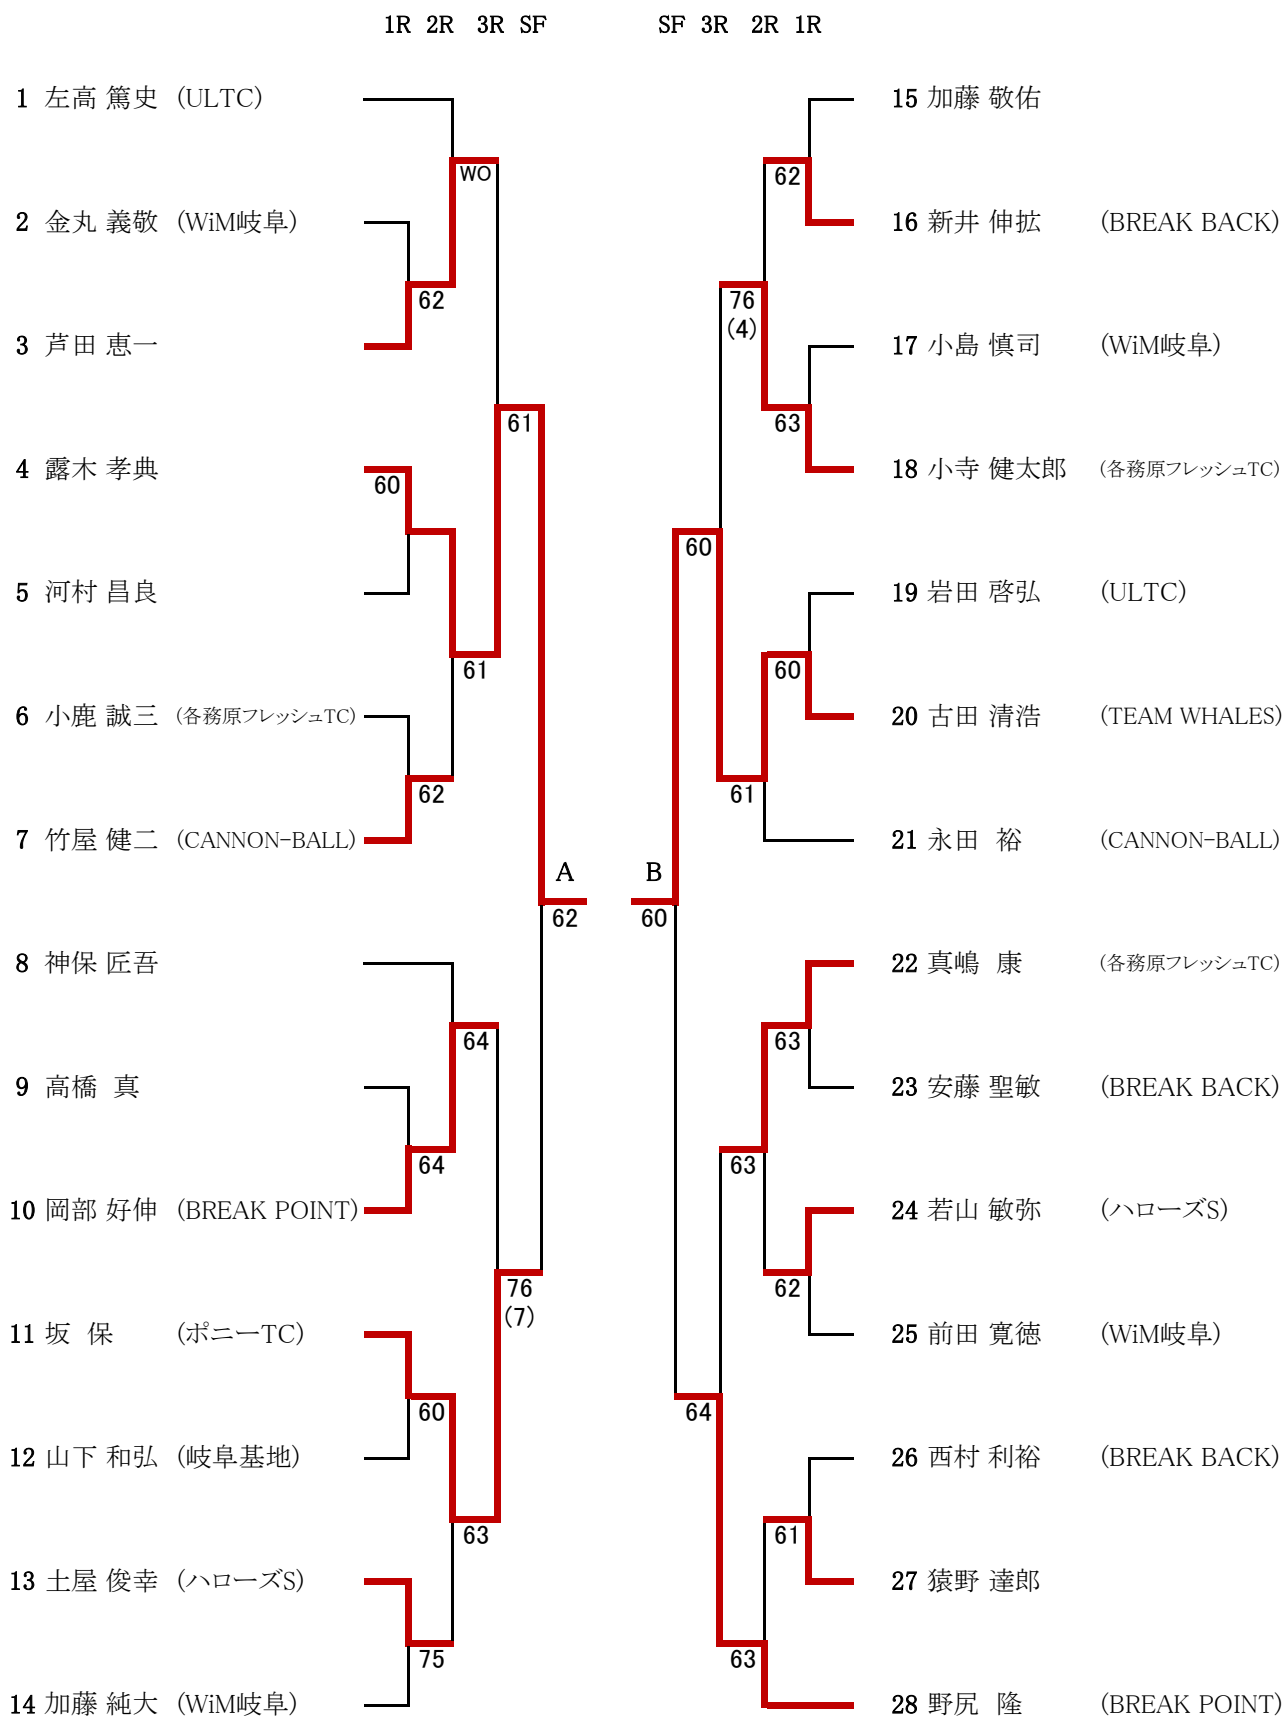 1R 2R 3R SF SF 3R 2R 1R
1 左高 篤史 (ULTC) 15 加藤 敬佑
WO 62
2 金丸 義敬 (WiM岐阜) 16 新井 伸拡 (BREAK BACK)
62 76
(4)
3 芦田 恵一 17 小島 慎司 (WiM岐阜)
61 63
4 露木 孝典 18 小寺 健太郎 (各務原フレッシュTC)
60
60
5 河村 昌良 19 岩田 啓弘 (ULTC)
61 60
6 小鹿 誠三 (各務原フレッシュTC) 20 古田 清浩 (TEAM WHALES)
62 61
7 竹屋 健二 (CANNON-BALL) 21 永田 裕 (CANNON-BALL)
A B
62 60
8 神保 匠吾 22 真嶋 康 (各務原フレッシュTC)
64 63
9 高橋 真 23 安藤 聖敏 (BREAK BACK)
64 63
10 岡部 好伸 (BREAK POINT) 24 若山 敏弥 (ハローズS)
76 62
(7)
11 坂 保 (ポニーTC) 25 前田 寛徳 (WiM岐阜)
60 64
12 山下 和弘 (岐阜基地) 26 西村 利裕 (BREAK BACK)
63 61
13 土屋 俊幸 (ハローズS) 27 猿野 達郎
75 63
14 加藤 純大 (WiM岐阜) 28 野尻 隆 (BREAK POINT)